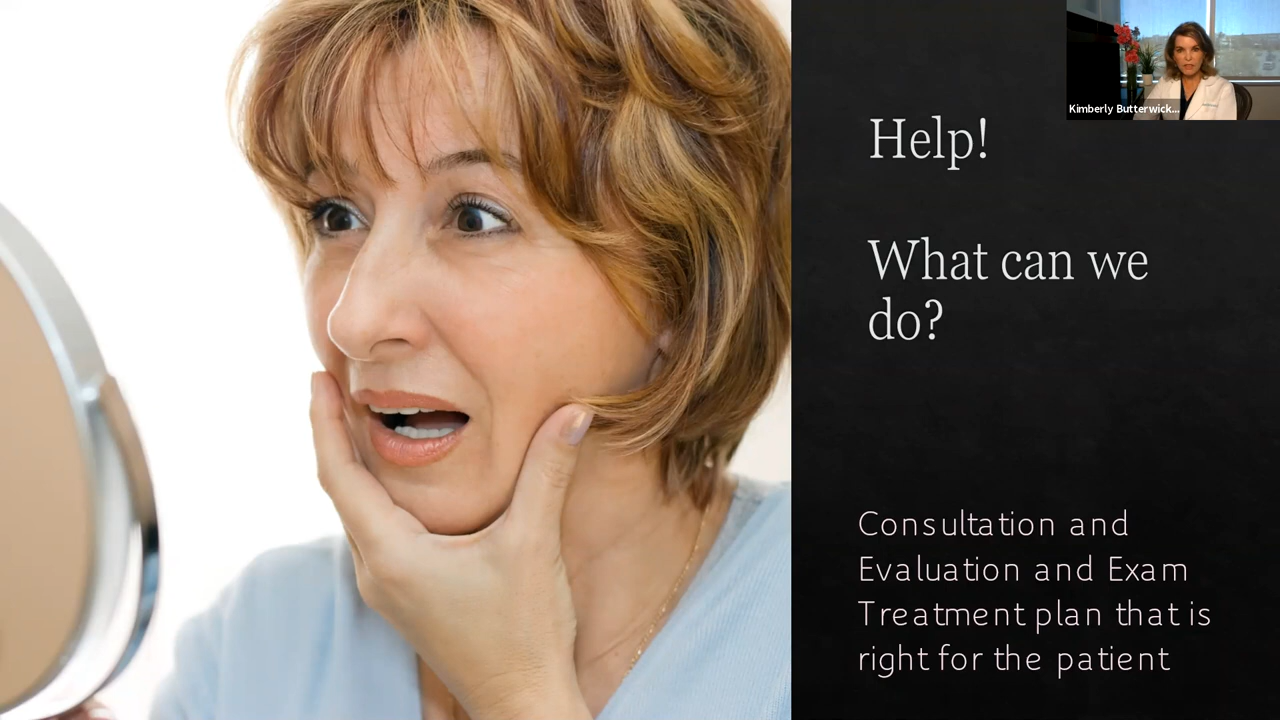 Kimberly Butterwick...
Help!
What can we
do?
Consultation and
Evaluation and Exam
Treatment plan that is
right for the patient